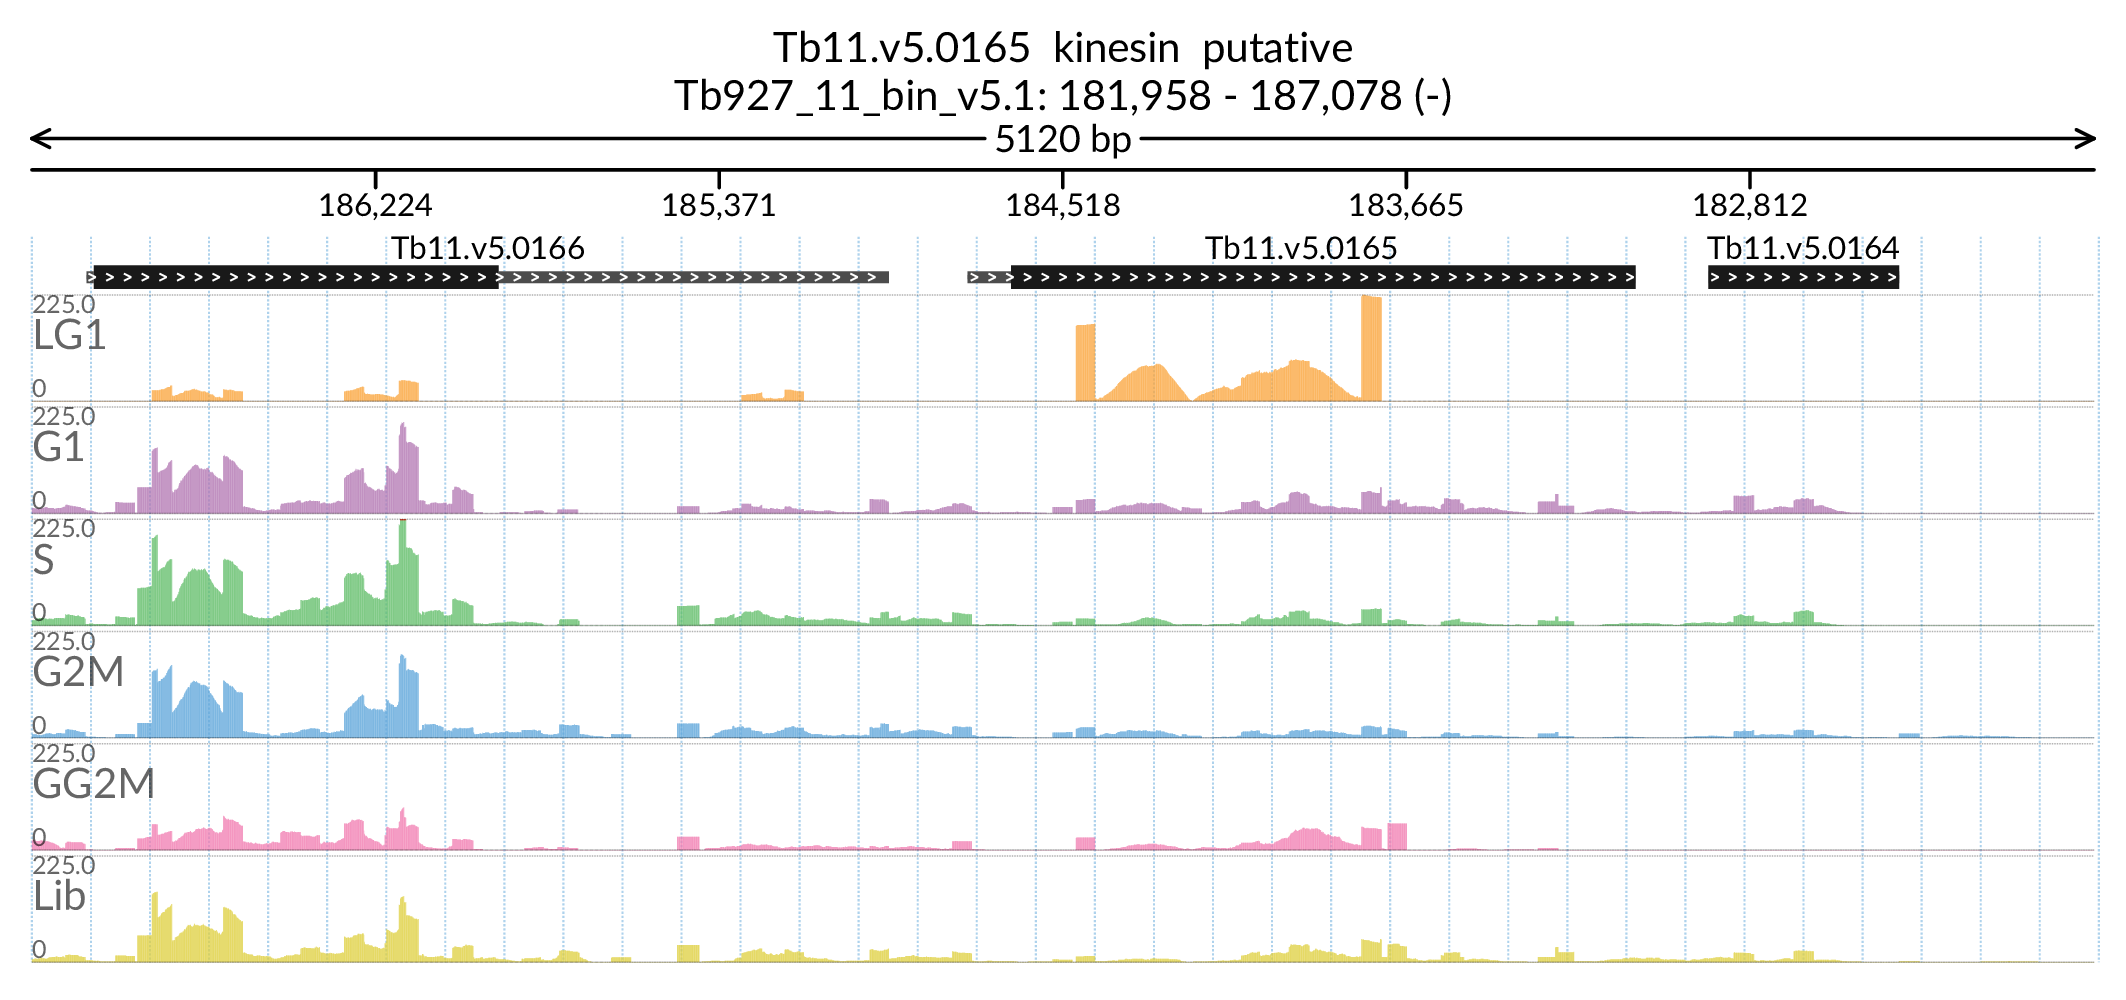 Tb11.v5.0165 kinesin putative
Tb927_11_bin_v5.1: 181,958 - 187,078 (-)
5120 bp
186,224 185,371 184,518 183,665 182,812
Tb11.v5.0166 Tb11.v5.0165 Tb11.v5.0164
225.0
LG1
0
225.0
G1
0
225.0
S
0
225.0
G2M
0
225.0
GG2M
0
225.0
Lib
0